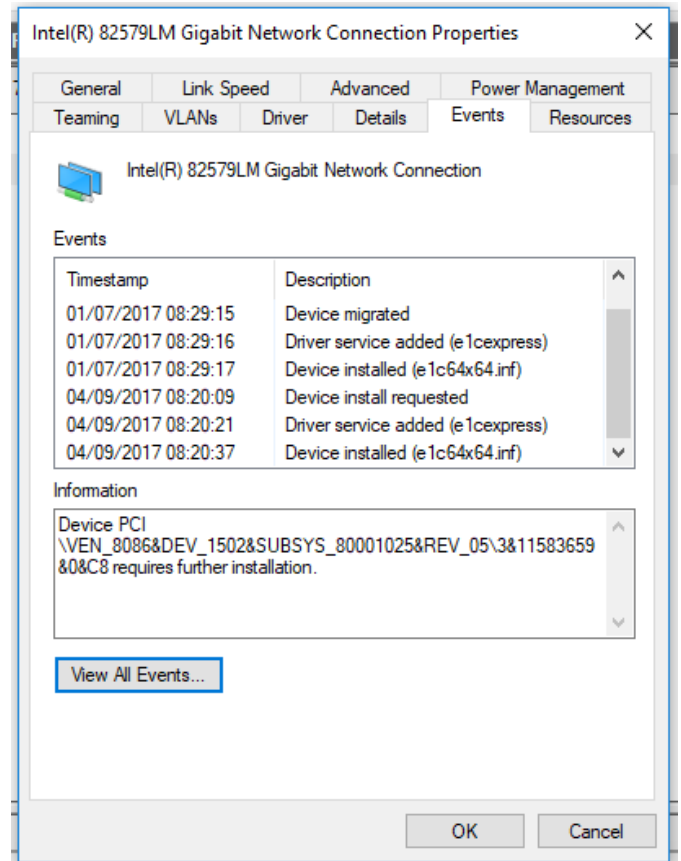 Intel(R) 82579LM Gigabit Network Connection Properties
General Link Speed Advanced Power Management
Teaming VLANs Driver Details Events Resources
Intel(R) 82579LM Gigabit Network Connection
Events
Timestamp Description
01/07/2017 08:29:15 Device migrated
01/07/2017 08:29:16 Driver service added (e1cexpress)
01/07/2017 08:29:17 Device installed (e1c64x64.inf)
04/09/2017 08:20:09 Device install requested
04/09/2017 08:20:21 Driver service added (e1cexpress)
04/09/2017 08:20:37 Device installed (e1c64x64.inf)
Information
Device PCI
\VEN_8086&DEV_1502&SUBSYS_80001025&REV_05\3&11583659
&0&C8 requires further installation.
View All Events...
OK Cancel